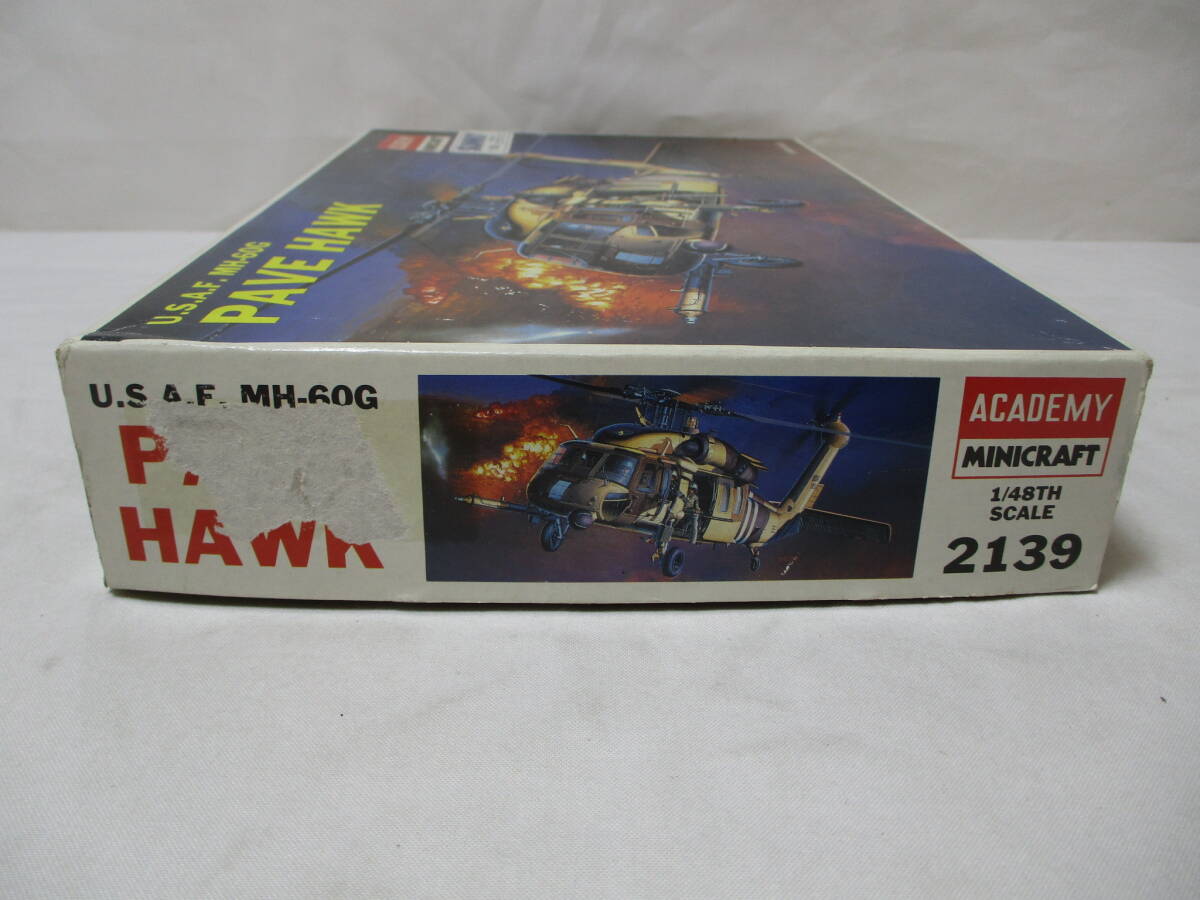 U.S.A.F. MH-60G
PAVE HAWK
U.S.A.F. MH-60G
HAWK
ACADEMY
MINICRAFT
1/48TH
SCALE
2139